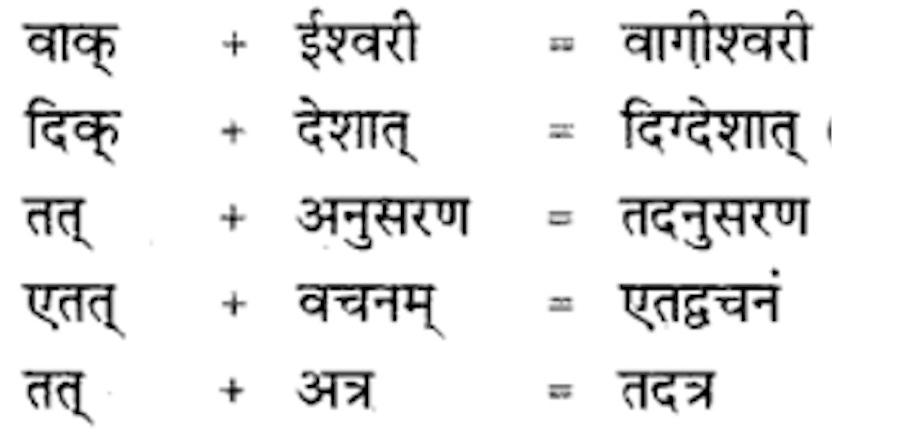 वाक् + ईश्वरी = वागीश्वरी
दिक् + देशात् = दिग्देशात्
तत् + अनुसरण = तदनुसरण
एतत् + वचनम् = एतद्वचनं
तत् + अत्र = तदत्र